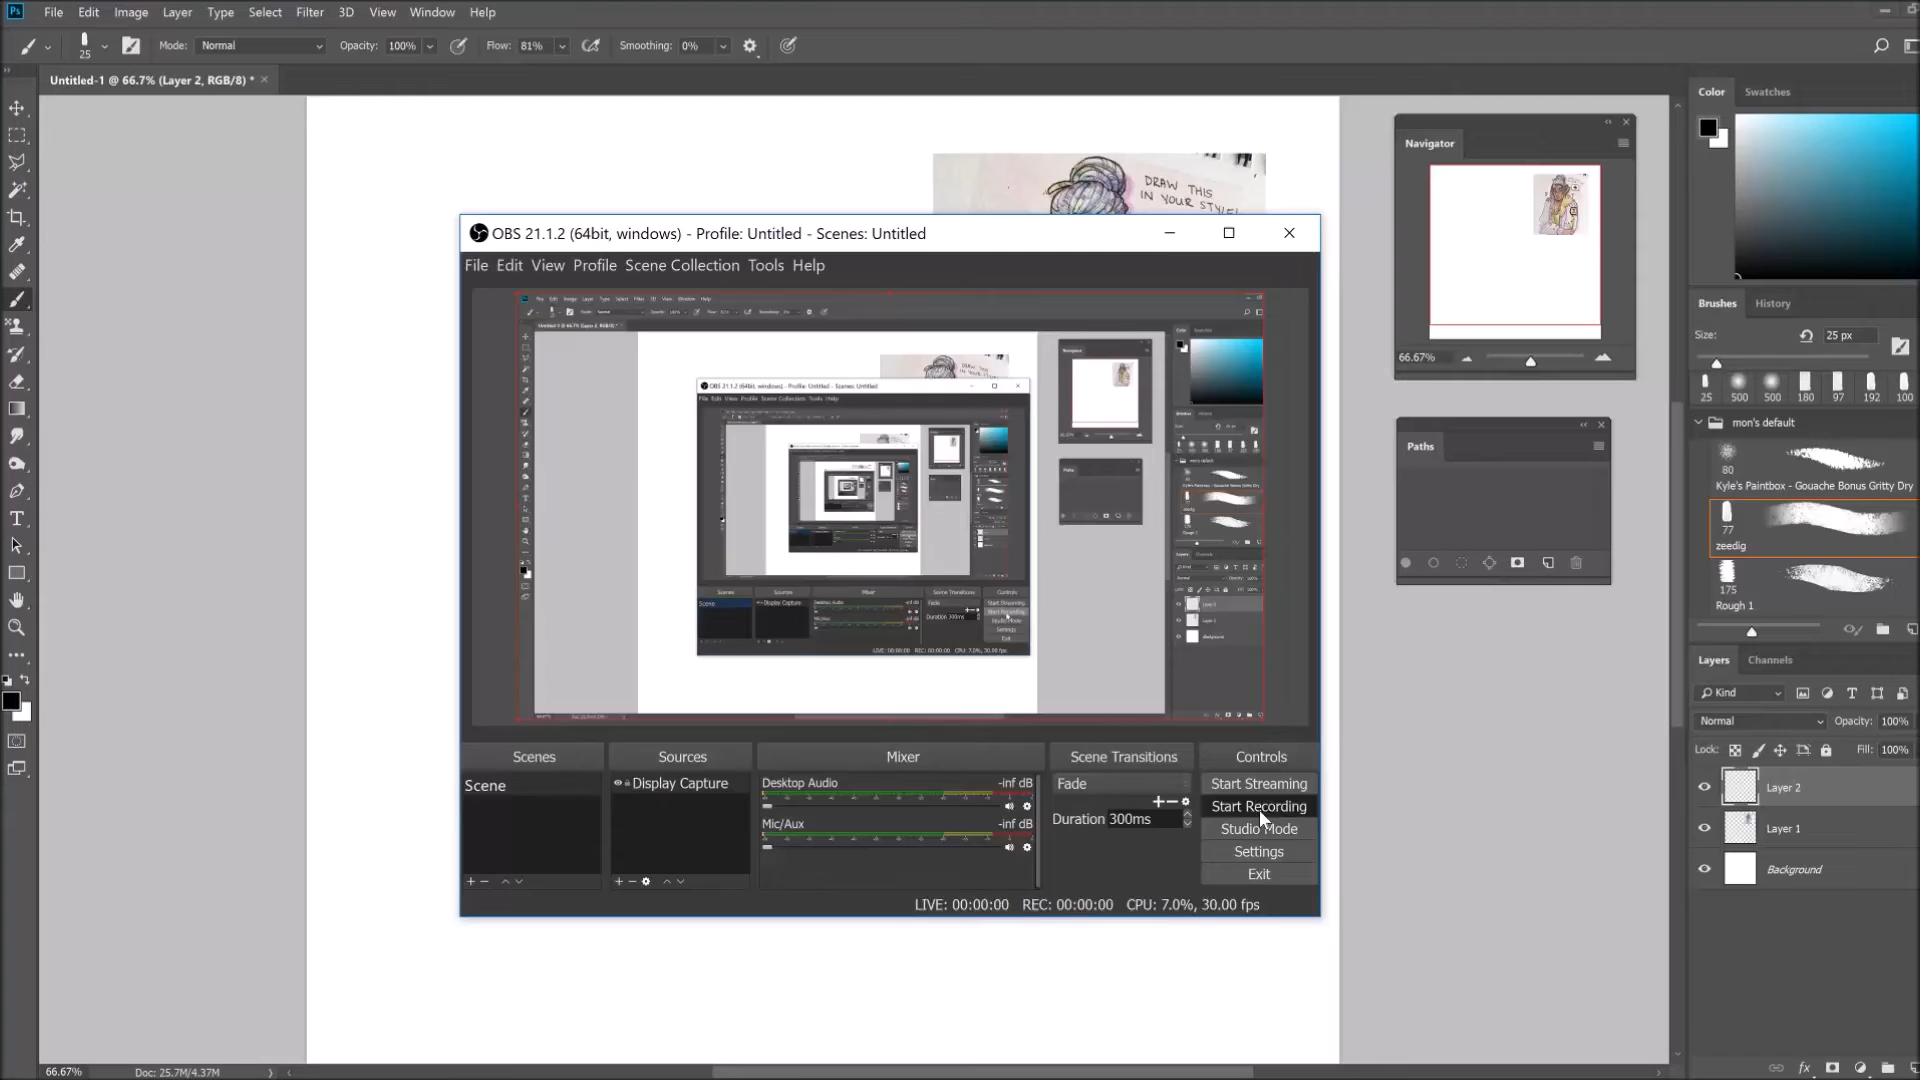 Ps File Edit Image Layer Type Select Filter 3D View Window Help
25 Mode: Normal Opacity: 100% Flow: 81% Smoothing: 0%
Untitled-1 @ 66.7% (Layer 2, RGB/8) *
DRAW THIS
IN YOUR STYLE!
OBS 21.1.2 (64bit, windows) - Profile: Untitled - Scenes: Untitled
File Edit View Profile Scene Collection Tools Help
Scenes
Scene
Sources
Display Capture
Mixer
Desktop Audio -inf dB
Mic/Aux -inf dB
Scene Transitions
Fade
Duration 300ms
Controls
Start Streaming
Start Recording
Studio Mode
Settings
Exit
LIVE: 00:00:00 REC: 00:00:00 CPU: 7.0%, 30.00 fps
Navigator
66.67%
Paths
Color Swatches
Brushes History
Size: 25 px
25 500 500 180 97 192 100
mon's default
80
Kyle's Paintbox - Gouache Bonus Gritty Dry
77
zeedig
175
Rough 1
Layers Channels
Kind
Normal Opacity: 100%
Lock: Fill: 100%
Layer 2
Layer 1
Background
fx
66.67% Doc: 25.7M/4.37M